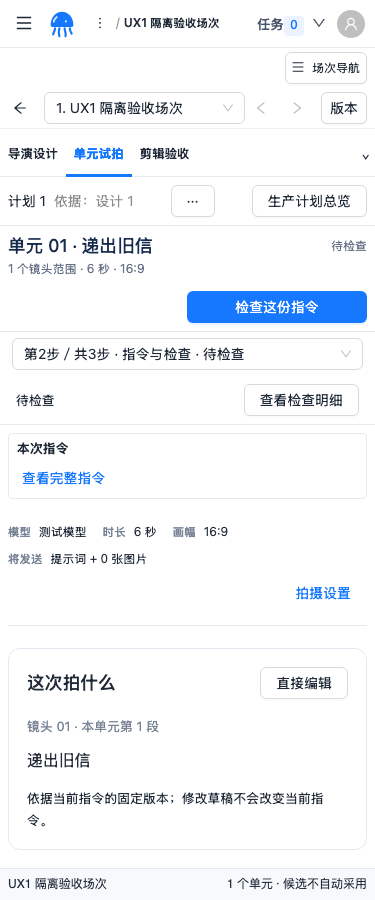 / UX1 隔离验收场次
任务 0
场次导航
1. UX1 隔离验收场次
版本
导演设计 单元试拍 剪辑验收
计划 1 依据：设计 1 ··· 生产计划总览
单元 01 · 递出旧信 待检查
1 个镜头范围 · 6 秒 · 16:9
检查这份指令
第2步 / 共3步 · 指令与检查 · 待检查
待检查 查看检查明细
本次指令
查看完整指令
模型 测试模型 时长 6 秒 画幅 16:9
将发送 提示词 + 0 张图片
拍摄设置
这次拍什么 直接编辑
镜头 01 · 本单元第 1 段
递出旧信
依据当前指令的固定版本；修改草稿不会改变当前指
令。
UX1 隔离验收场次 1 个单元 · 候选不自动采用